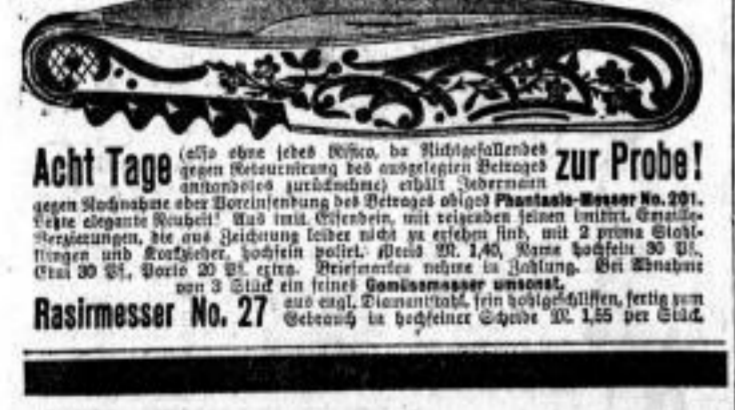 Acht Tage zur Probe!
(also ohne jedes Risico, da Nichtgefallendes
gegen Retournirung des ausgelegten Betrages
anstandslos zurücknehme) erhält Jedermann
gegen Nachnahme oder Voreinsendung des Betrages obiges Phantasie-Messer No. 201.
Letzte elegante Neuheit! Aus imit. Elfenbein, mit reizenden feinen imitirt. Emaille-
Verzierungen, die aus Zeichnung leider nicht zu ersehen sind, mit 2 prima Stahl-
klingen und Korkzieher, hochfein polirt. Preis M. 1,40, Name hochfein 30 Pf.,
Etui 30 Pf., Porto 20 Pf. extra. Briefmarken nehme in Zahlung. Bei Abnahme
von 3 Stück ein feines Gemüsemesser umsonst.
Rasirmesser No. 27 aus engl. Diamantstahl, fein hohlgeschliffen, fertig zum
Gebrauch in hochfeiner Scheide M. 1,55 per Stück.